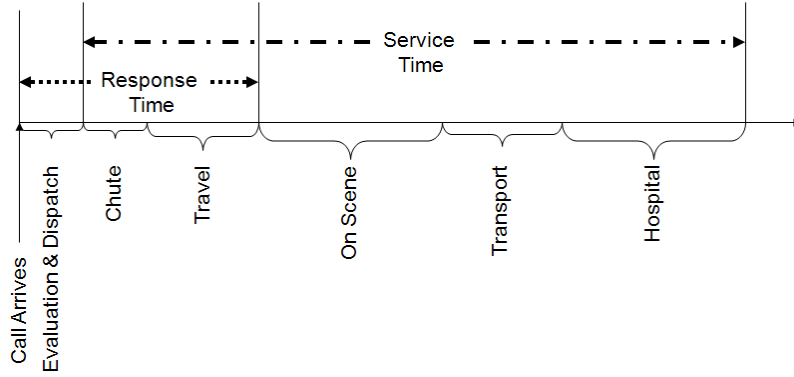 Service
Time
Response
Time
Call Arrives
Evaluation & Dispatch
Chute
Travel
On Scene
Transport
Hospital